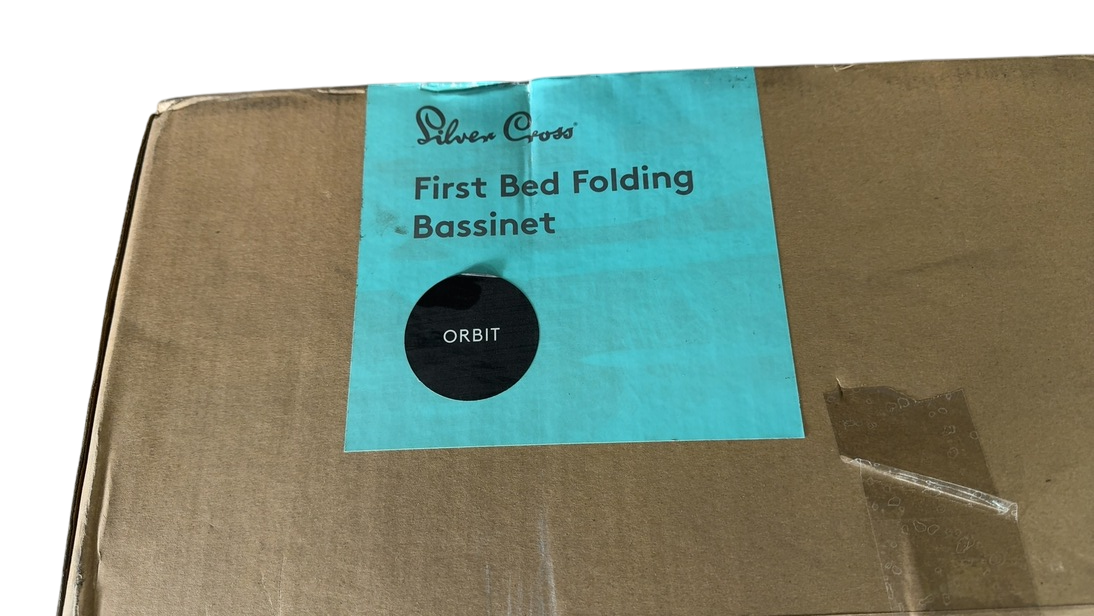 Silver Cross
First Bed Folding
Bassinet
ORBIT